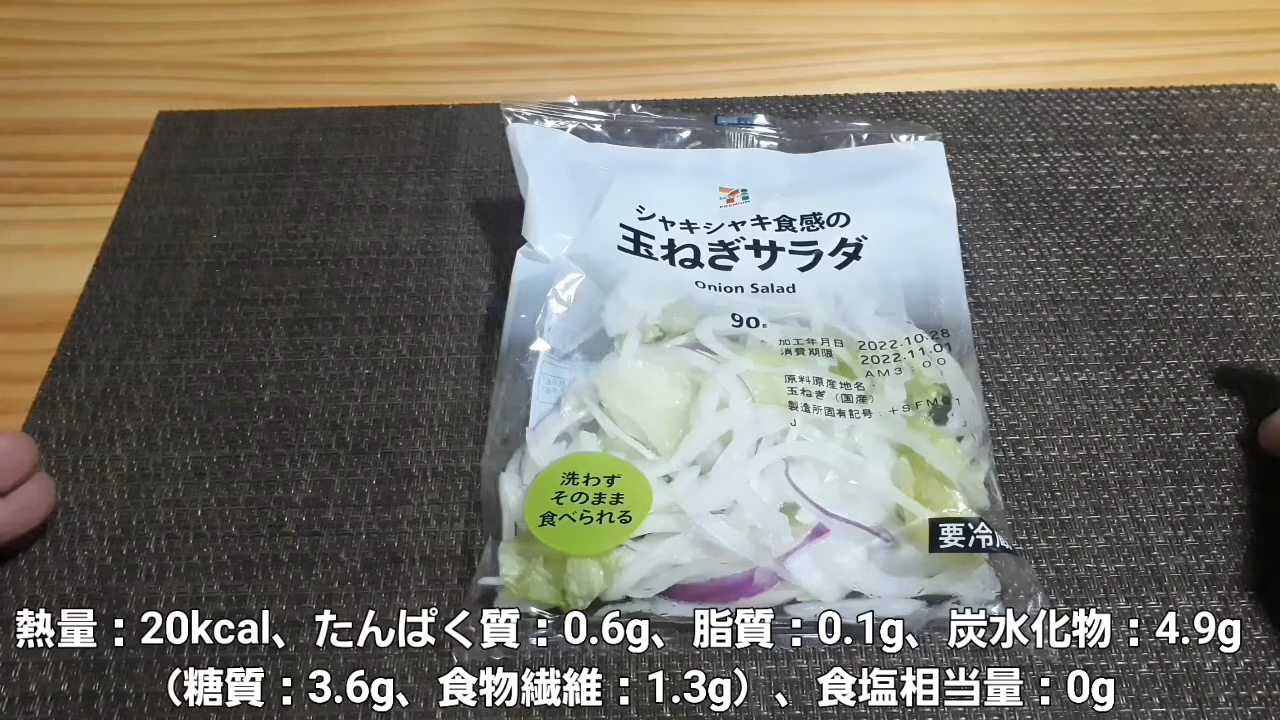 PREMIUM
シャキシャキ食感の
玉ねぎサラダ
Onion Salad
90g
加工年月日 2022.10.28
消費期限 2022.11.01
AM3:00
原料原産地名:
玉ねぎ(国産)
製造所固有記号:+SFM
J
洗わず
そのまま
食べられる
要冷蔵
熱量:20kcal、たんぱく質:0.6g、脂質:0.1g、炭水化物:4.9g
(糖質:3.6g、食物繊維:1.3g)、食塩相当量:0g